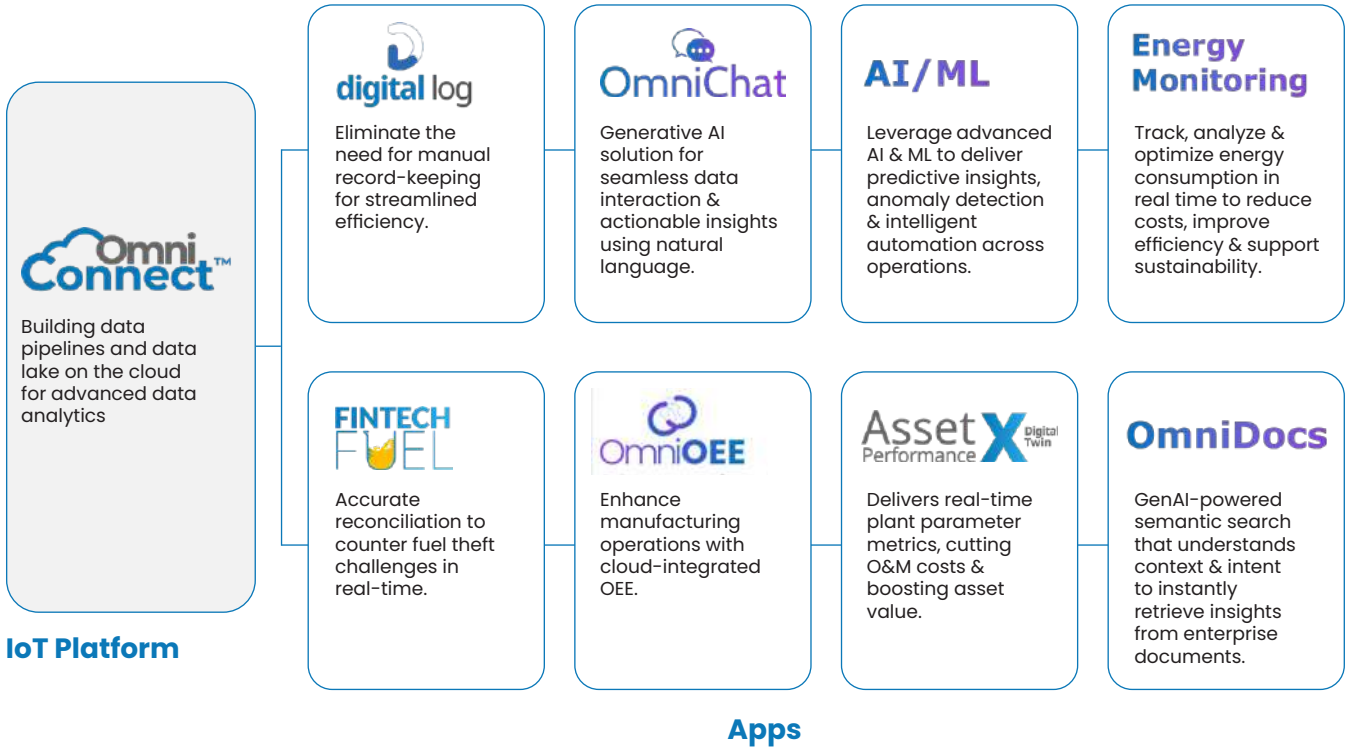 Omni
Connect™
Building data
pipelines and data
lake on the cloud
for advanced data
analytics
IoT Platform
digital log
Eliminate the
need for manual
record-keeping
for streamlined
efficiency.
OmniChat
Generative AI
solution for
seamless data
interaction &
actionable insights
using natural
language.
AI/ML
Leverage advanced
AI & ML to deliver
predictive insights,
anomaly detection
& intelligent
automation across
operations.
Energy
Monitoring
Track, analyze &
optimize energy
consumption in
real time to reduce
costs, improve
efficiency & support
sustainability.
FINTECH
FUEL
Accurate
reconciliation to
counter fuel theft
challenges in
real-time.
OmniOEE
Enhance
manufacturing
operations with
cloud-integrated
OEE.
Asset
Performance
X
Digital
Twin
Delivers real-time
plant parameter
metrics, cutting
O&M costs &
boosting asset
value.
OmniDocs
GenAI-powered
semantic search
that understands
context & intent
to instantly
retrieve insights
from enterprise
documents.
Apps